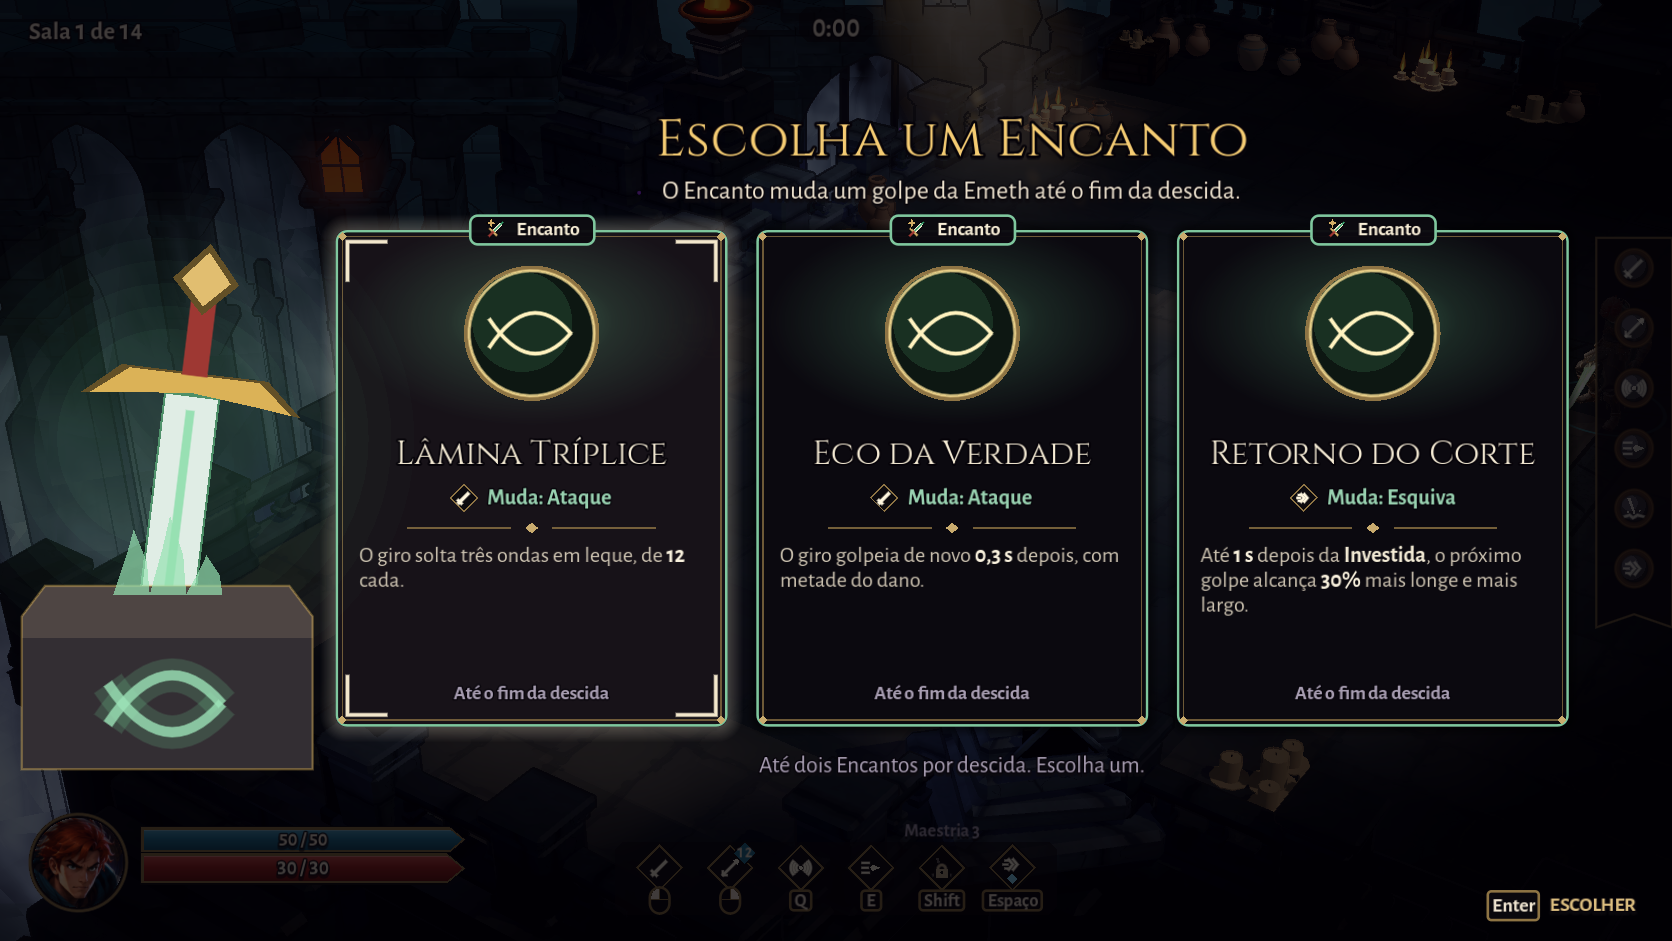 Sala 1 de 14
0:00
Escolha um Encanto
O Encanto muda um golpe da Emeth até o fim da descida.
Encanto
Lâmina Tríplice
Muda: Ataque
O giro solta três ondas em leque, de 12
cada.
Até o fim da descida
Encanto
Eco da Verdade
Muda: Ataque
O giro golpeia de novo 0,3 s depois, com
metade do dano.
Até o fim da descida
Encanto
Retorno do Corte
Muda: Esquiva
Até 1 s depois da Investida, o próximo
golpe alcança 30% mais longe e mais
largo.
Até o fim da descida
Até dois Encantos por descida. Escolha um.
50/50
30/30
Maestria 3
12
Q
E
Shift
Espaço
Enter ESCOLHER